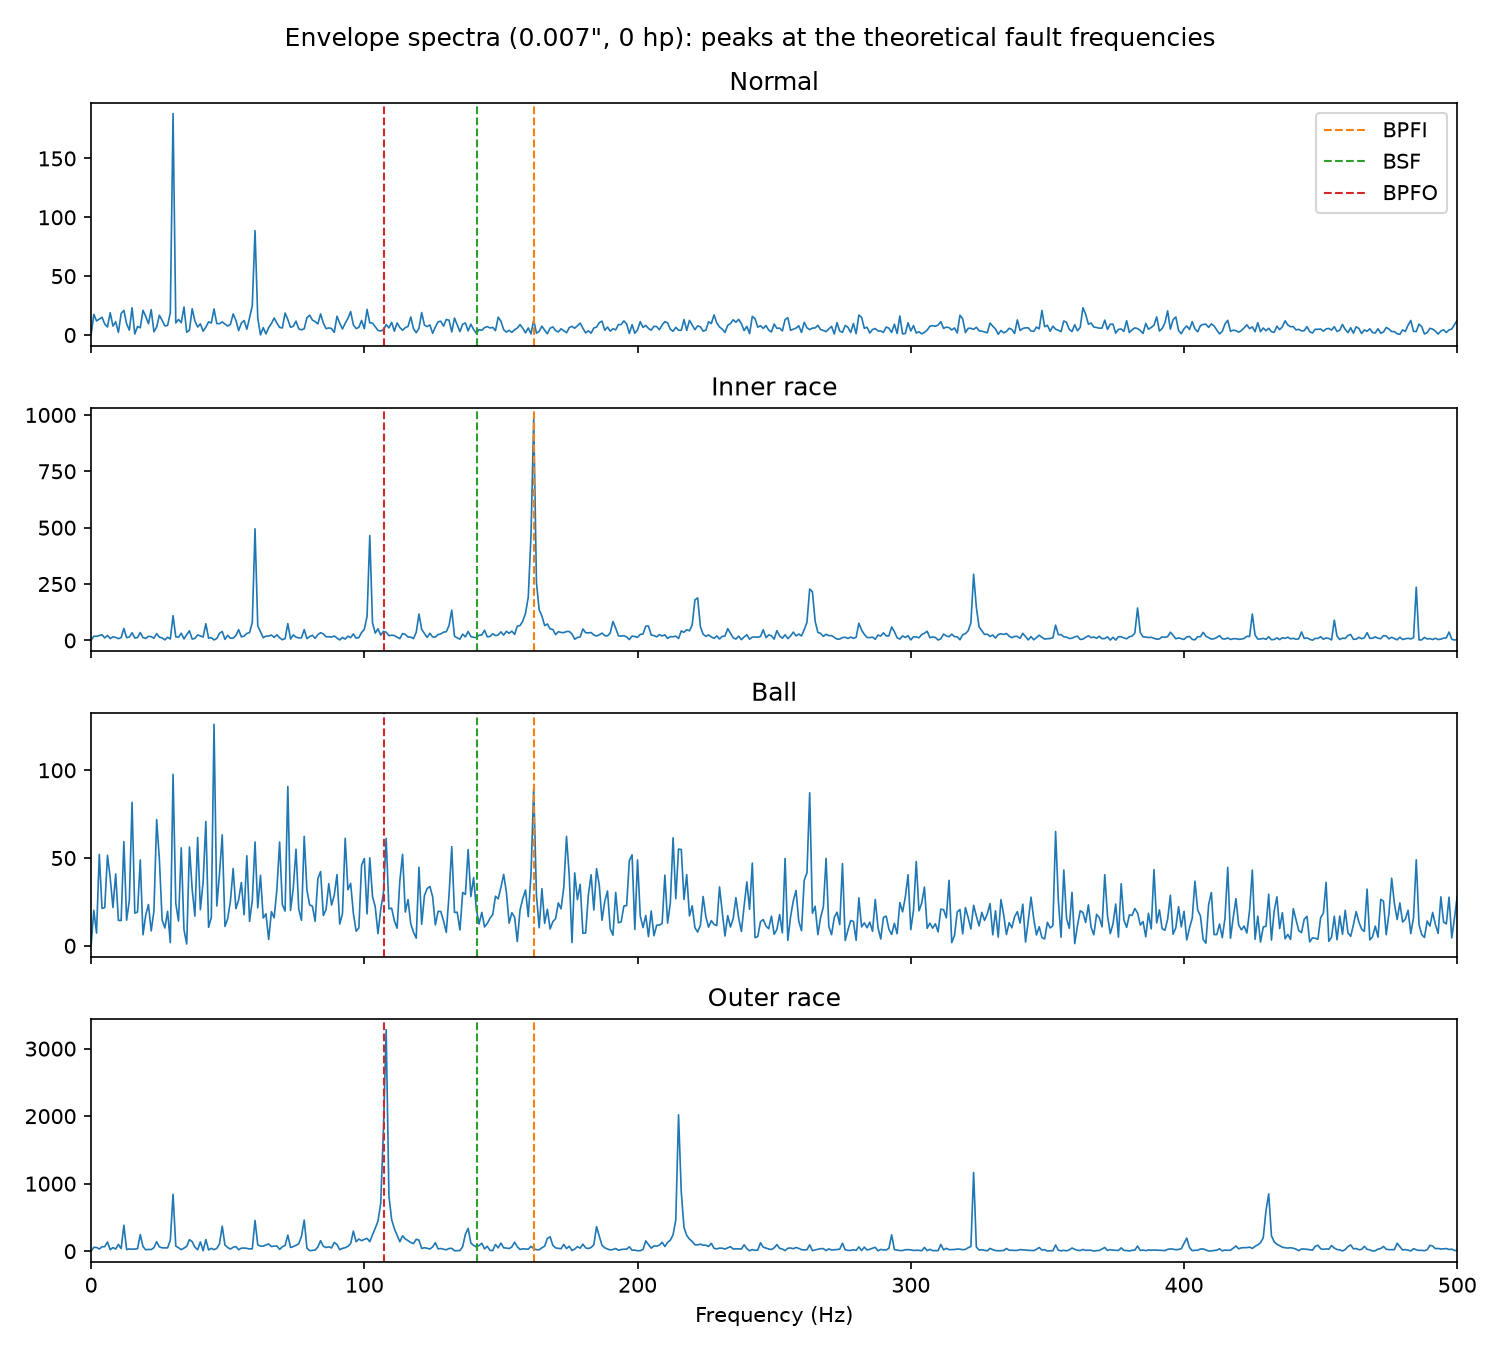 Envelope spectra (0.007", 0 hp): peaks at the theoretical fault frequencies
Normal
BPFI
BSF
BPFO
150
100
50
0
Inner race
1000
750
500
250
0
Ball
100
50
0
Outer race
3000
2000
1000
0
0 100 200 300 400 500
Frequency (Hz)